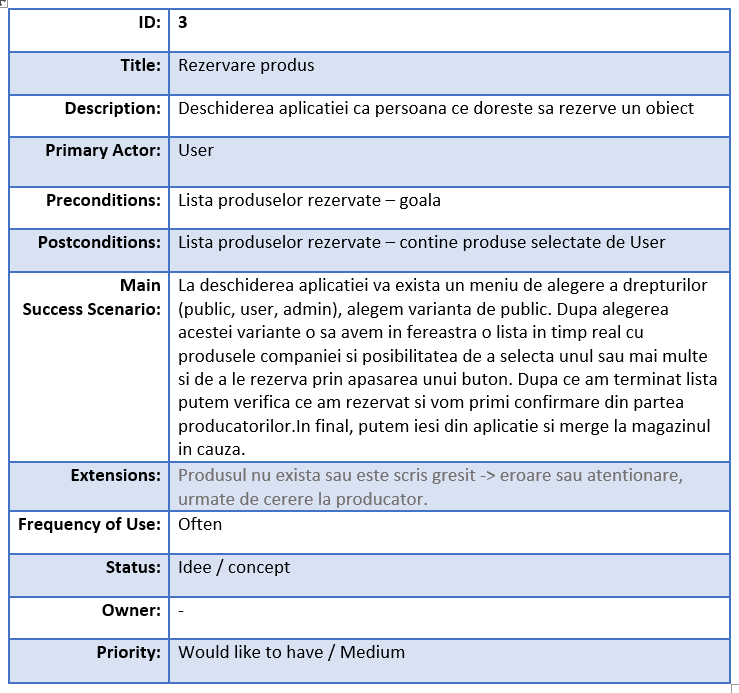 ID: 3
Title: Rezervare produs
Description: Deschiderea aplicatiei ca persoana ce doreste sa rezerve un obiect
Primary Actor: User
Preconditions: Lista produselor rezervate – goala
Postconditions: Lista produselor rezervate – contine produse selectate de User
Main Success Scenario: La deschiderea aplicatiei va exista un meniu de alegere a drepturilor
(public, user, admin), alegem varianta de public. Dupa alegerea
acestei variante o sa avem in fereastra o lista in timp real cu
produsele companiei si posibilitatea de a selecta unul sau mai multe
si de a le rezerva prin apasarea unui buton. Dupa ce am terminat lista
putem verifica ce am rezervat si vom primi confirmare din partea
producatorilor.In final, putem iesi din aplicatie si merge la magazinul
in cauza.
Extensions: Produsul nu exista sau este scris gresit -> eroare sau atentionare,
urmate de cerere la producator.
Frequency of Use: Often
Status: Idee / concept
Owner: -
Priority: Would like to have / Medium